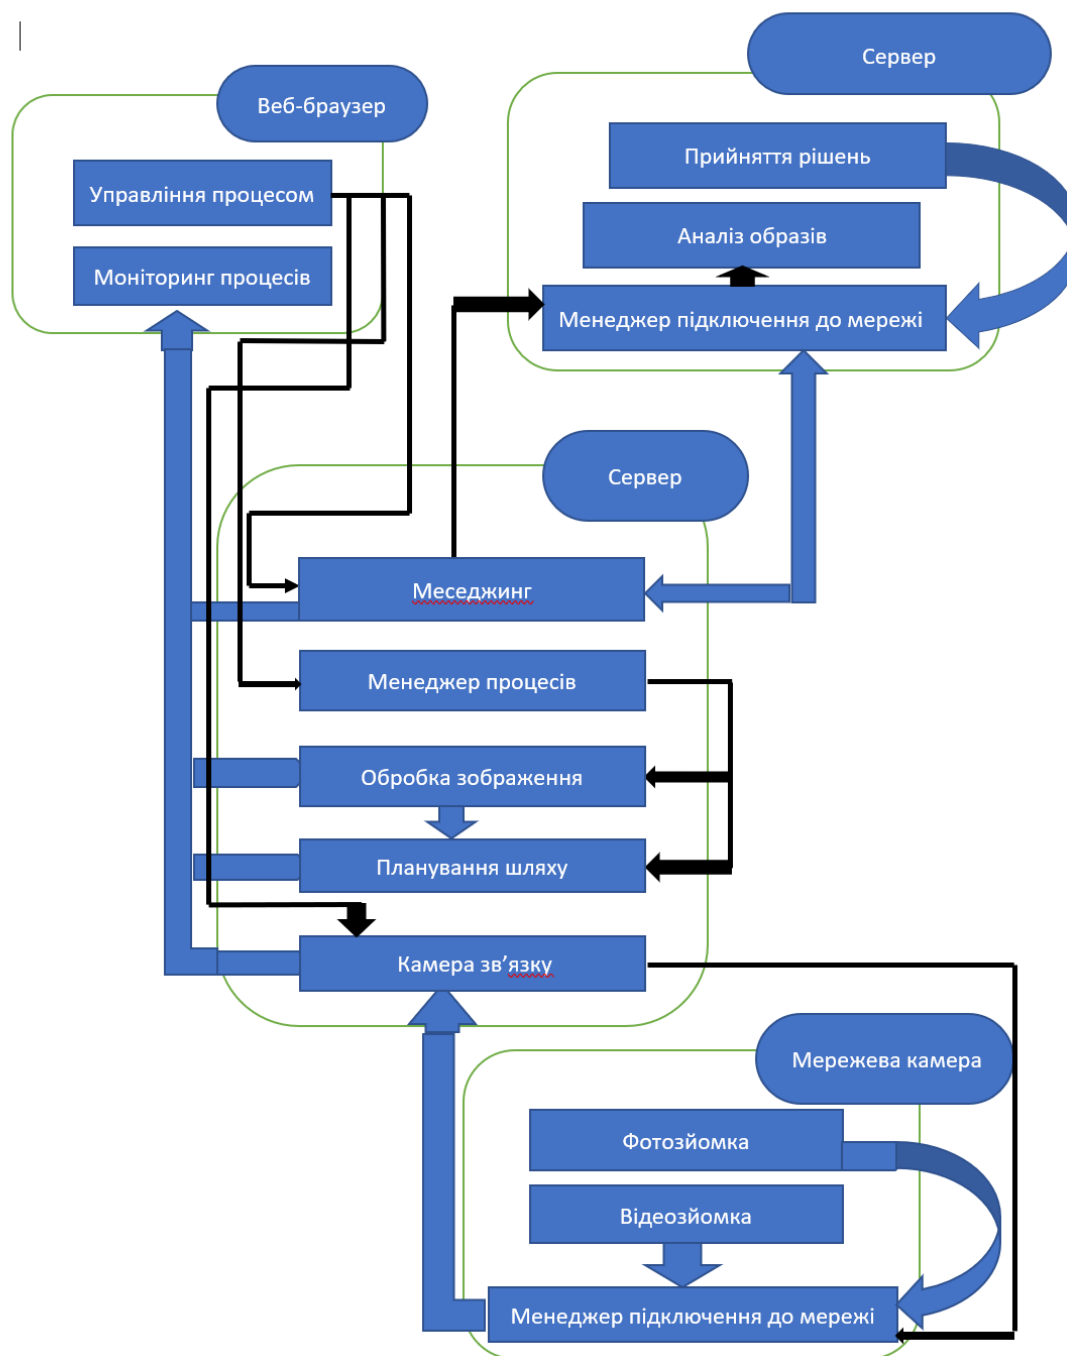 Сервер
Веб-браузер
Прийняття рішень
Управління процесом
Аналіз образів
Моніторинг процесів
Менеджер підключення до мережі
Сервер
Меседжинг
Менеджер процесів
Обробка зображення
Планування шляху
Камера зв’язку
Мережева камера
Фотозйомка
Відеозйомка
Менеджер підключення до мережі